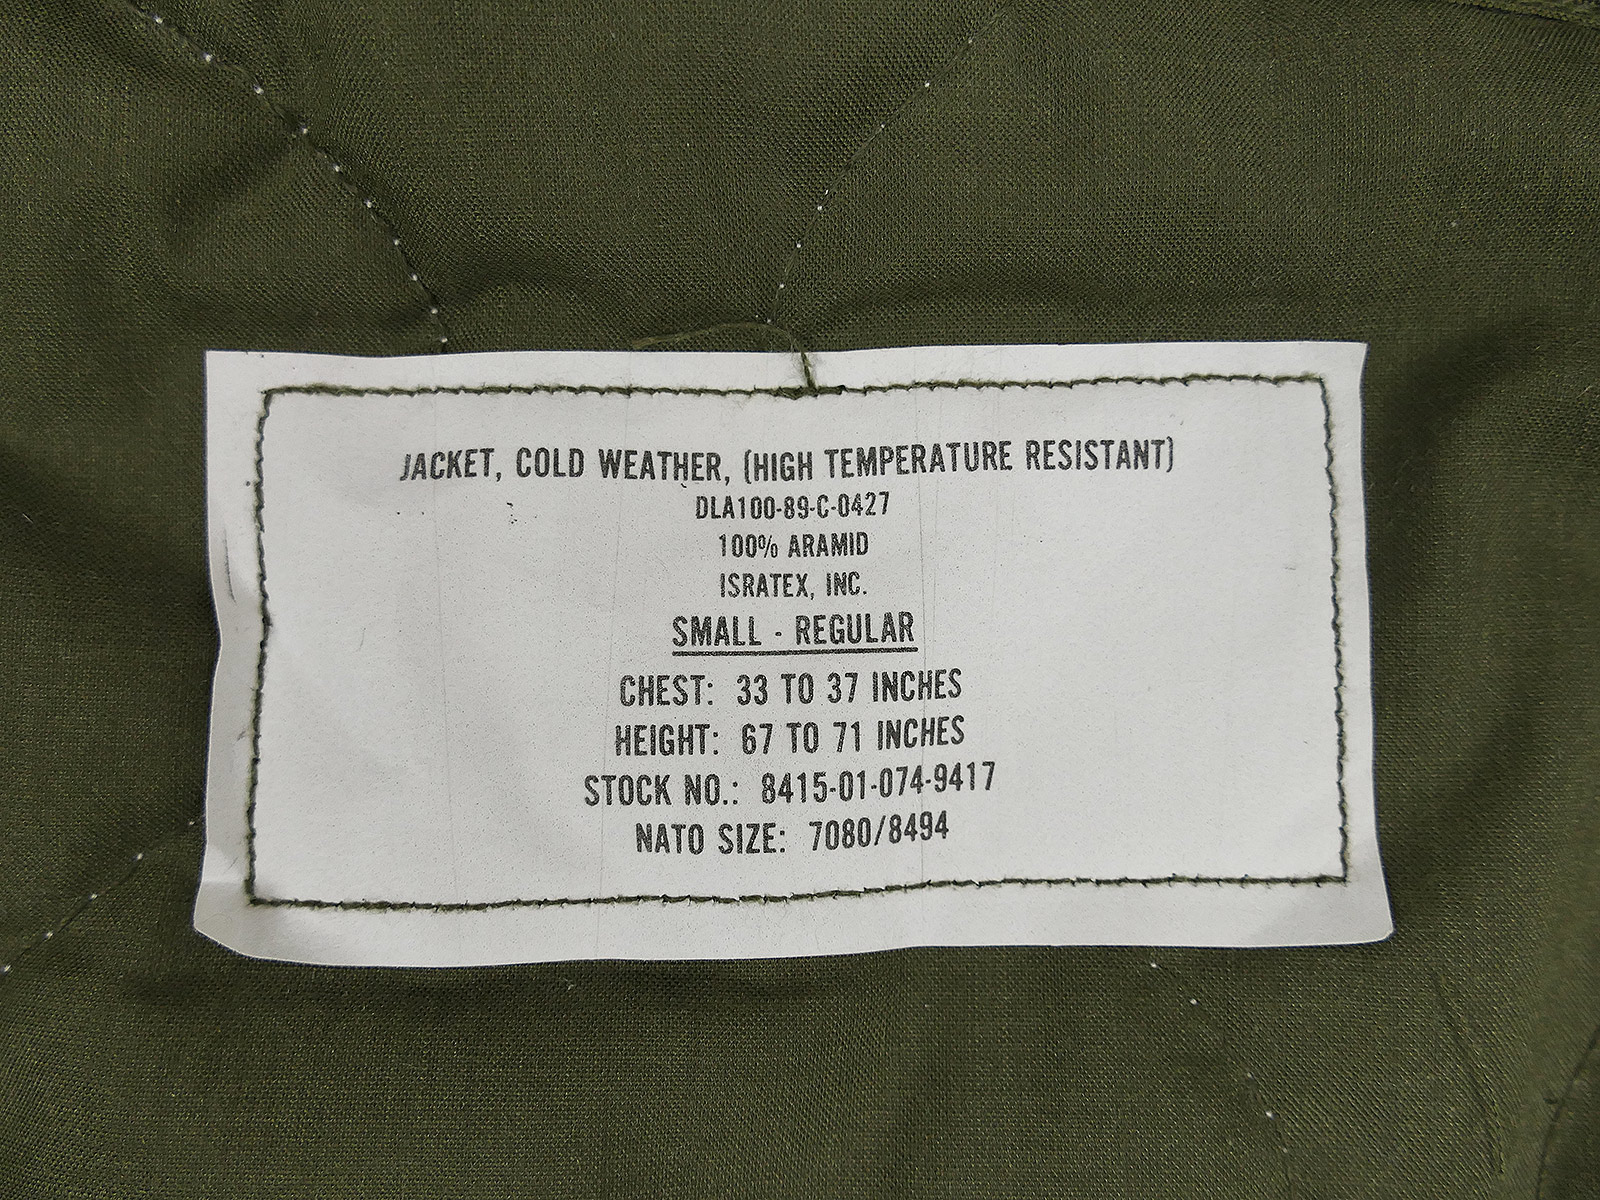 JACKET, COLD WEATHER, (HIGH TEMPERATURE RESISTANT)
DLA100-89-C-0427
100% ARAMID
ISRATEX, INC.
SMALL - REGULAR
CHEST: 33 TO 37 INCHES
HEIGHT: 67 TO 71 INCHES
STOCK NO.: 8415-01-074-9417
NATO SIZE: 7080/8494